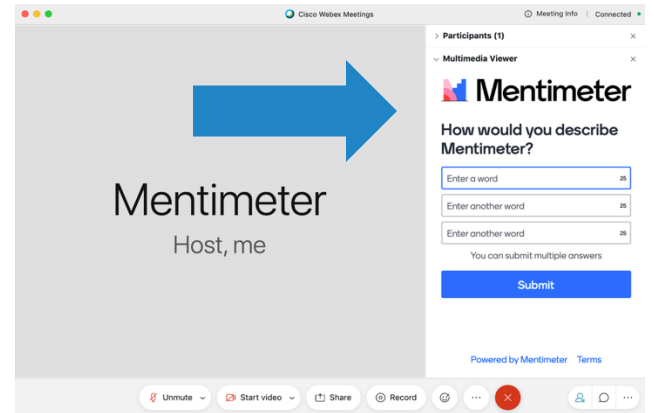 Cisco Webex Meetings
Meeting Info | Connected
Participants (1)
Multimedia Viewer
Mentimeter
How would you describe
Mentimeter?
Enter a word 25
Enter another word 25
Enter another word 25
You can submit multiple answers
Submit
Powered by Mentimeter Terms
Mentimeter
Host, me
Unmute Start video Share Record